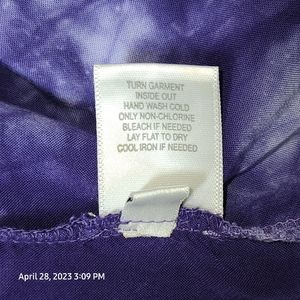 TURN GARMENT
INSIDE OUT
HAND WASH COLD
ONLY NON-CHLORINE
BLEACH IF NEEDED
LAY FLAT TO DRY
COOL IRON IF NEEDED
April 28, 2023 3:09 PM